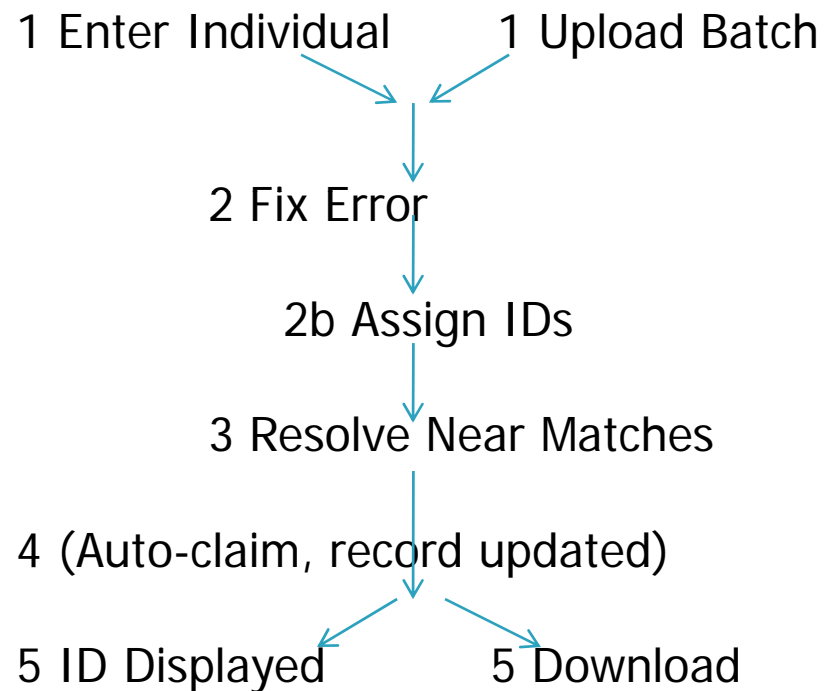 1 Enter Individual 1 Upload Batch
2 Fix Error
2b Assign IDs
3 Resolve Near Matches
4 (Auto-claim, record updated)
5 ID Displayed 5 Download